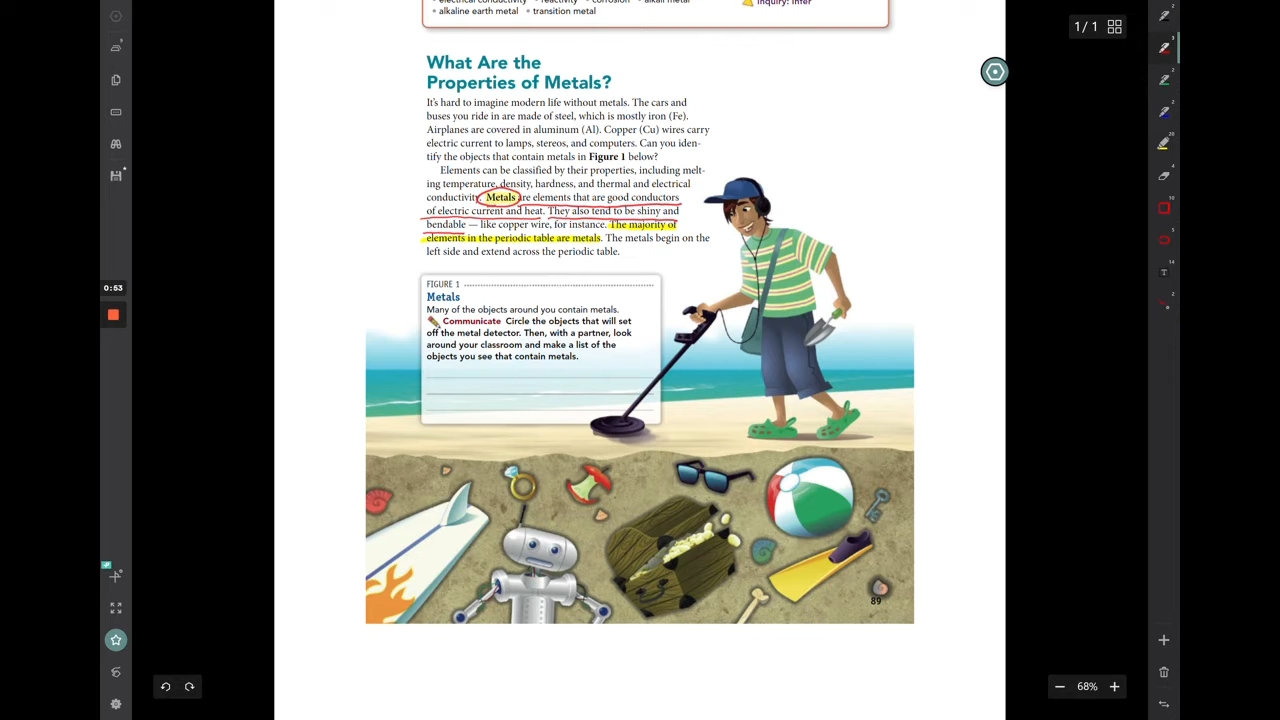 • electrical conductivity • reactivity • corrosion • alkali metal
• alkaline earth metal • transition metal
Inquiry: Infer
1/ 1
What Are the
Properties of Metals?
It's hard to imagine modern life without metals. The cars and
buses you ride in are made of steel, which is mostly iron (Fe).
Airplanes are covered in aluminum (Al). Copper (Cu) wires carry
electric current to lamps, stereos, and computers. Can you iden-
tify the objects that contain metals in Figure 1 below?
Elements can be classified by their properties, including melt-
ing temperature, density, hardness, and thermal and electrical
conductivity. Metals are elements that are good conductors
of electric current and heat. They also tend to be shiny and
bendable — like copper wire, for instance. The majority of
elements in the periodic table are metals. The metals begin on the
left side and extend across the periodic table.
FIGURE 1
Metals
Many of the objects around you contain metals.
Communicate Circle the objects that will set
off the metal detector. Then, with a partner, look
around your classroom and make a list of the
objects you see that contain metals.
89
0:53
68%